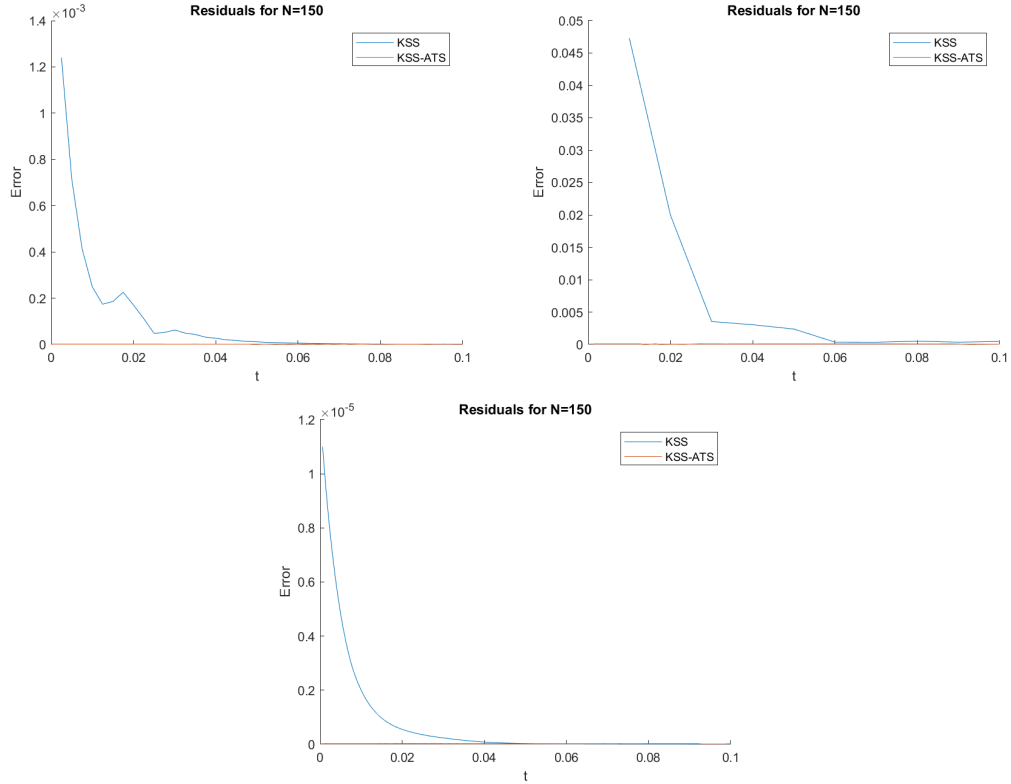 Residuals for N=150
×10⁻³
1.4
1.2
1
0.8
0.6
0.4
0.2
0
Error
KSS
KSS-ATS
0 0.02 0.04 0.06 0.08 0.1
t
Residuals for N=150
0.05
0.045
0.04
0.035
0.03
0.025
0.02
0.015
0.01
0.005
0
Error
KSS
KSS-ATS
0 0.02 0.04 0.06 0.08 0.1
t
Residuals for N=150
×10⁻⁵
1.2
1
0.8
0.6
0.4
0.2
0
Error
KSS
KSS-ATS
0 0.02 0.04 0.06 0.08 0.1
t